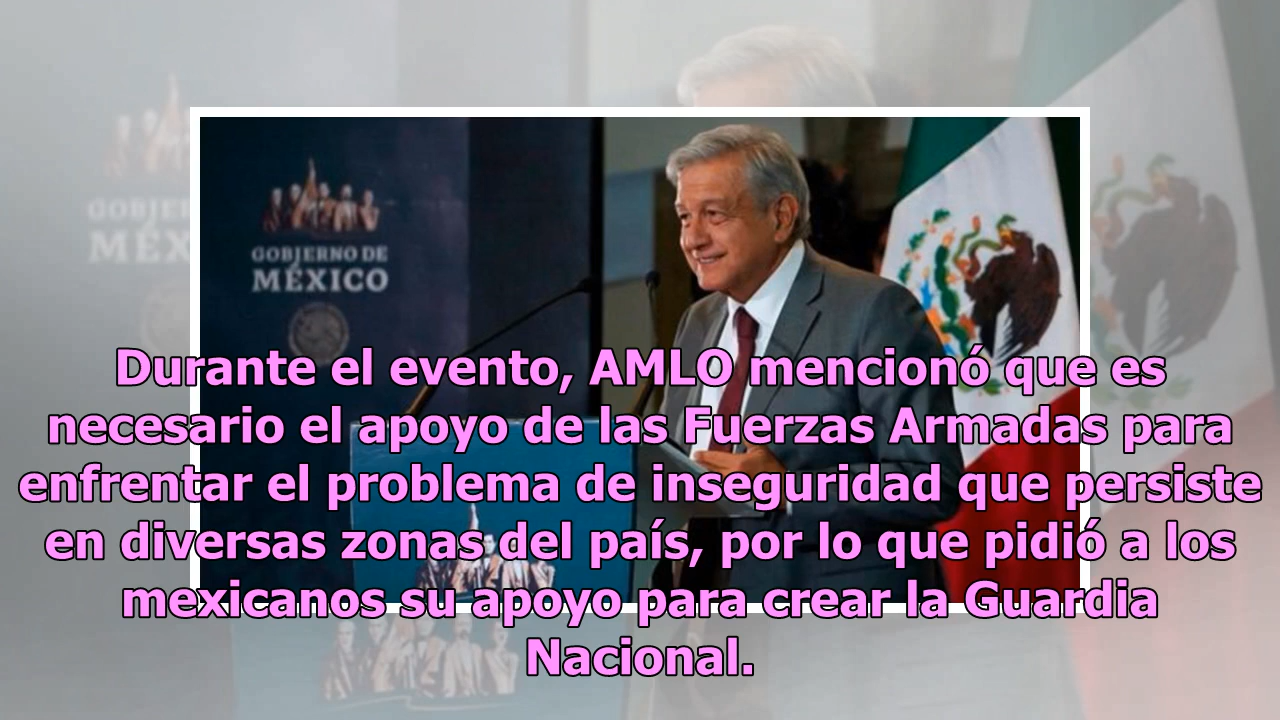 GOBIERNO DE
MÉXICO
Durante el evento, AMLO mencionó que es
necesario el apoyo de las Fuerzas Armadas para
enfrentar el problema de inseguridad que persiste
en diversas zonas del país, por lo que pidió a los
mexicanos su apoyo para crear la Guardia
Nacional.